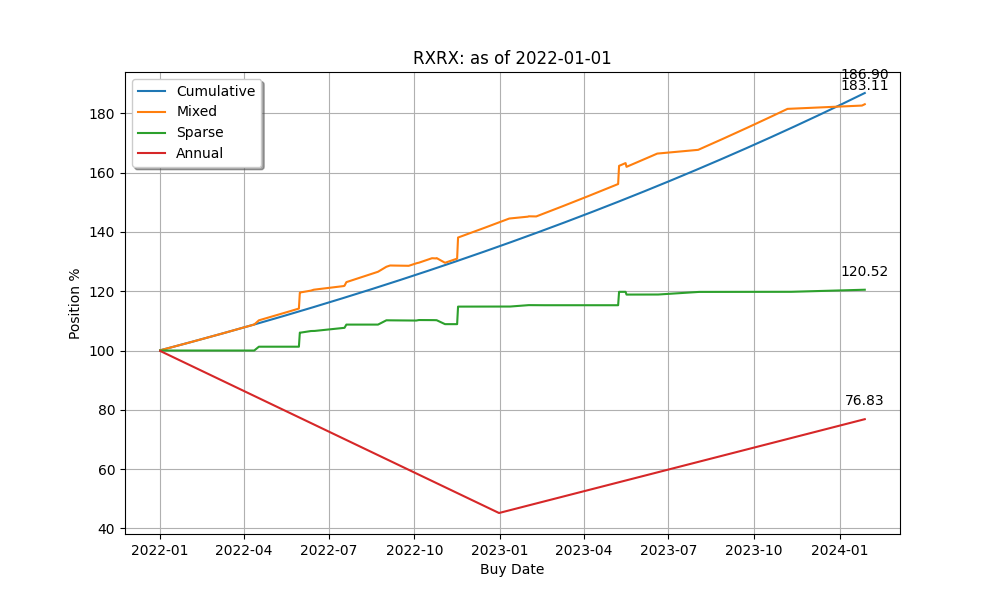 RXRX: as of 2022-01-01
186.90
183.11
Cumulative
Mixed
Sparse
Annual
120.52
76.83
Position %
180
160
140
120
100
80
60
40
2022-01 2022-04 2022-07 2022-10 2023-01 2023-04 2023-07 2023-10 2024-01
Buy Date